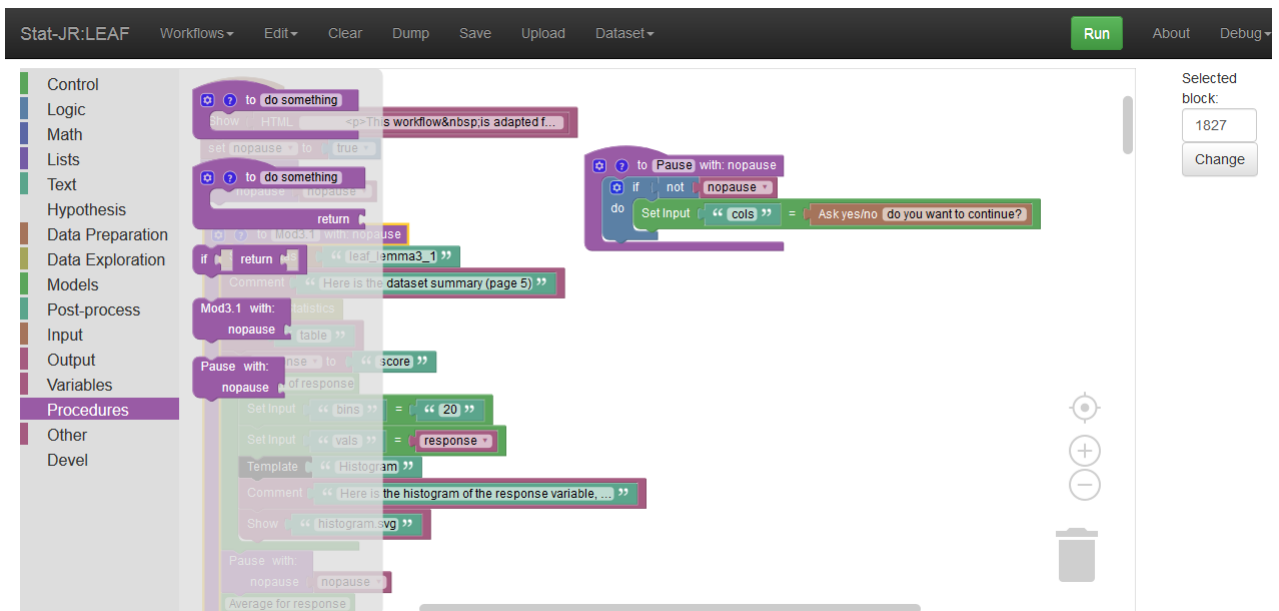 Stat-JR:LEAF Workflows Edit Clear Dump Save Upload Dataset Run About Debug
Control
Logic
Math
Lists
Text
Hypothesis
Data Preparation
Data Exploration
Models
Post-process
Input
Output
Variables
Procedures
Other
Devel
? to do something
? to do something
return
if return
Mod3.1 with:
nopause
Pause with:
nopause
Show HTML <p>This workflow&nbsp;is adapted f...
set nopause to true
nopause nopause
? to Mod3.1 with: nopause
“ leaf_lemma3_1 ”
Comment “ Here is the dataset summary (page 5) ”
table ”
to “ score ”
of response
Set Input “ bins ” = “ 20 ”
Set Input “ vals ” = response
Template “ Histogram ”
Comment “ Here is the histogram of the response variable, ... ”
Show “ histogram.svg ”
Pause with:
nopause nopause
Average for response
? to Pause with: nopause
if not nopause
do Set Input “ cols ” = Ask yes/no do you want to continue?
Selected
block:
1827
Change